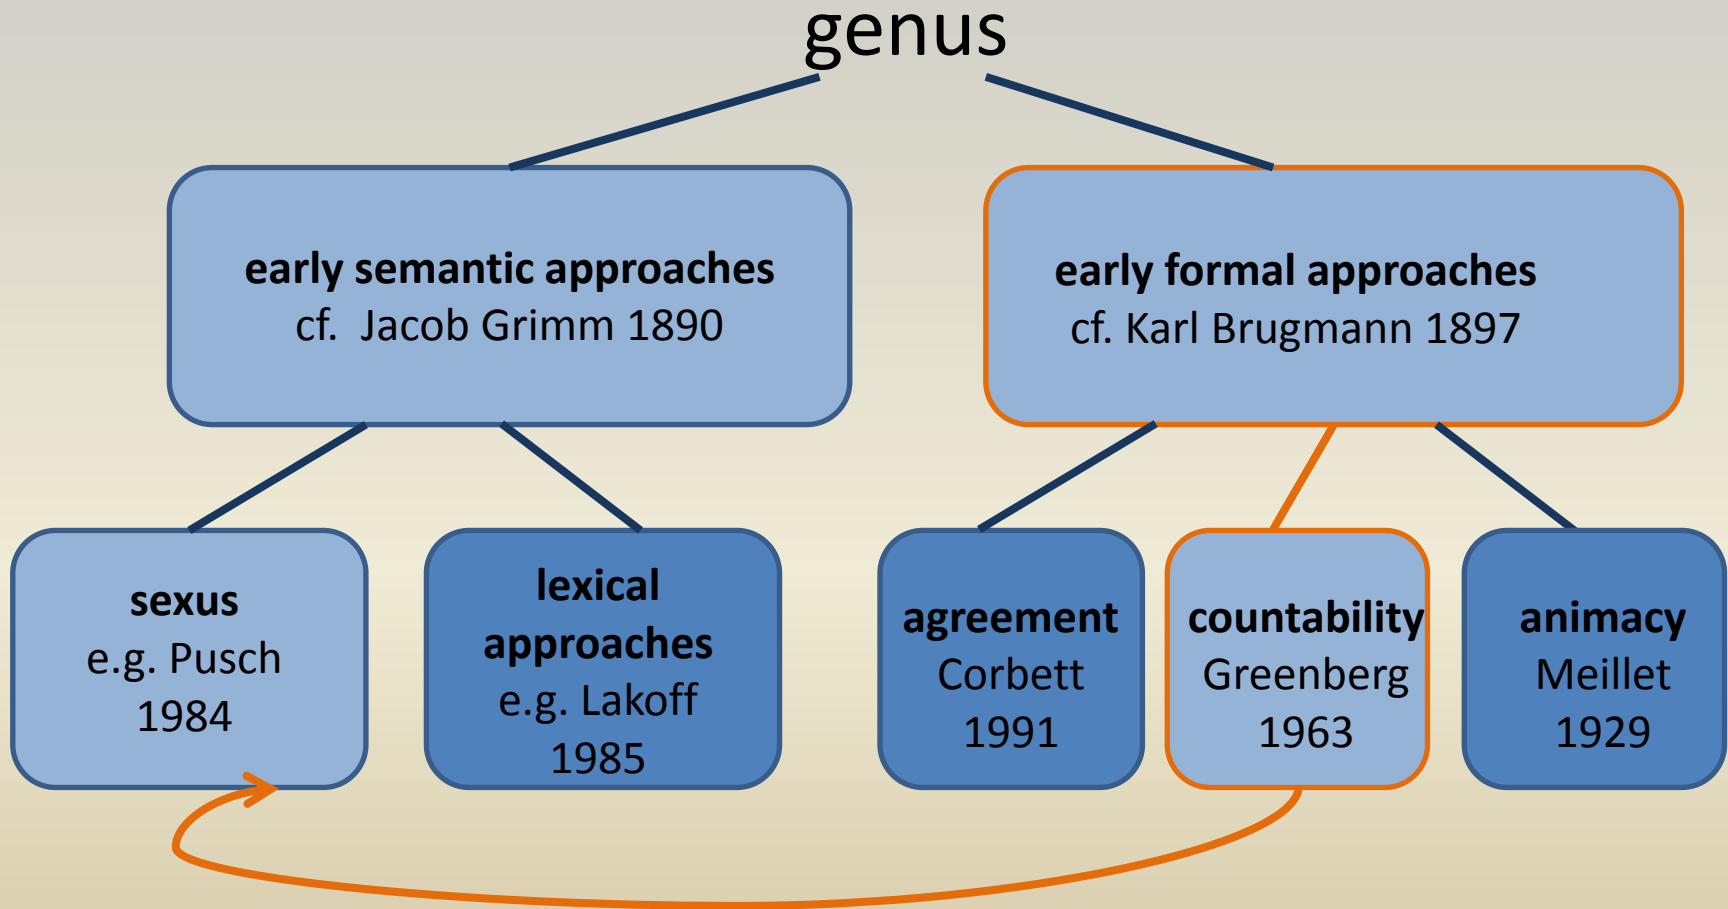 genus
early semantic approaches
cf. Jacob Grimm 1890
early formal approaches
cf. Karl Brugmann 1897
sexus
e.g. Pusch
1984
lexical
approaches
e.g. Lakoff
1985
agreement
Corbett
1991
countability
Greenberg
1963
animacy
Meillet
1929